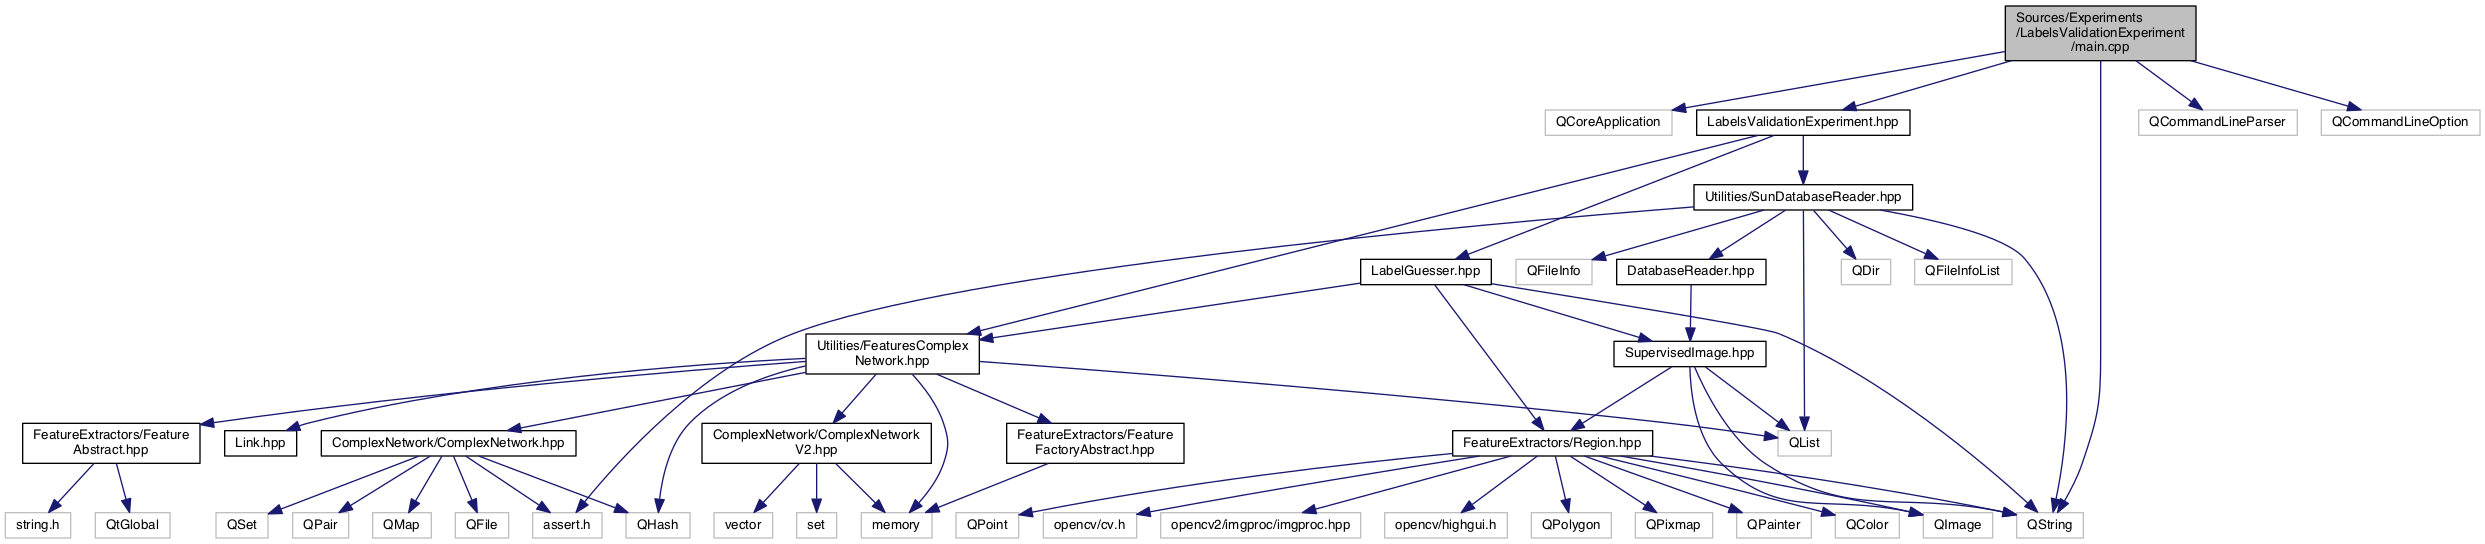 Sources/Experiments
/LabelsValidationExperiment
/main.cpp
QCoreApplication
LabelsValidationExperiment.hpp
QCommandLineParser
QCommandLineOption
Utilities/SunDatabaseReader.hpp
LabelGuesser.hpp
QFileInfo
DatabaseReader.hpp
QDir
QFileInfoList
Utilities/FeaturesComplex
Network.hpp
SupervisedImage.hpp
FeatureExtractors/Feature
Abstract.hpp
Link.hpp
ComplexNetwork/ComplexNetwork.hpp
ComplexNetwork/ComplexNetwork
V2.hpp
FeatureExtractors/Feature
FactoryAbstract.hpp
FeatureExtractors/Region.hpp
QList
string.h
QtGlobal
QSet
QPair
QMap
QFile
assert.h
QHash
vector
set
memory
QPoint
opencv/cv.h
opencv2/imgproc/imgproc.hpp
opencv/highgui.h
QPolygon
QPixmap
QPainter
QColor
QImage
QString